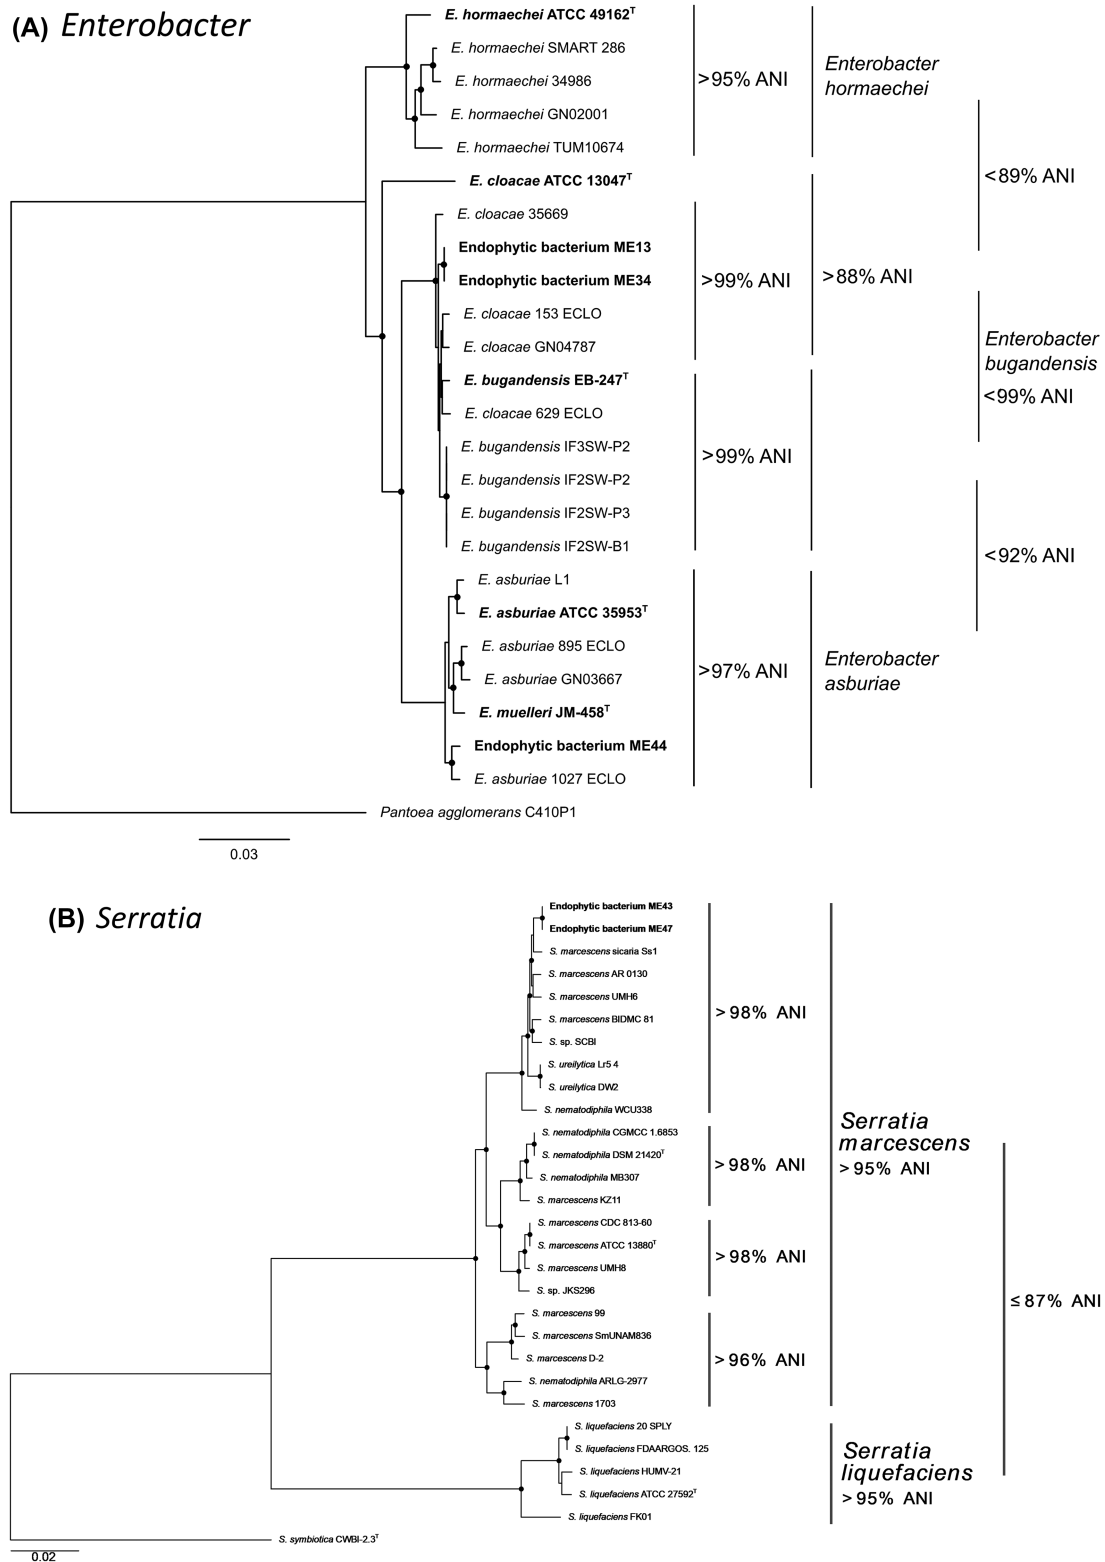 (A) Enterobacter
E. hormaechei ATCC 49162T
E. hormaechei SMART 286
E. hormaechei 34986
E. hormaechei GN02001
E. hormaechei TUM10674
>95% ANI
Enterobacter
hormaechei
<89% ANI
E. cloacae ATCC 13047T
E. cloacae 35669
Endophytic bacterium ME13
Endophytic bacterium ME34
E. cloacae 153 ECLO
E. cloacae GN04787
>99% ANI
>88% ANI
Enterobacter
bugandensis
<99% ANI
E. bugandensis EB-247T
E. cloacae 629 ECLO
E. bugandensis IF3SW-P2
E. bugandensis IF2SW-P2
E. bugandensis IF2SW-P3
E. bugandensis IF2SW-B1
>99% ANI
<92% ANI
E. asburiae L1
E. asburiae ATCC 35953T
E. asburiae 895 ECLO
E. asburiae GN03667
E. muelleri JM-458T
Endophytic bacterium ME44
E. asburiae 1027 ECLO
>97% ANI
Enterobacter
asburiae
Pantoea agglomerans C410P1
0.03
(B) Serratia
Endophytic bacterium ME43
Endophytic bacterium ME47
S. marcescens sicaria Ss1
S. marcescens AR 0130
S. marcescens UMH6
S. marcescens BIDMC 81
S. sp. SCBI
S. ureilytica Lr5 4
S. ureilytica DW2
S. nematodiphila WCU338
>98% ANI
S. nematodiphila CGMCC 1.6853
S. nematodiphila DSM 21420T
S. nematodiphila MB307
S. marcescens KZ11
>98% ANI
Serratia
marcescens
>95% ANI
S. marcescens CDC 813-60
S. marcescens ATCC 13880T
S. marcescens UMH8
S. sp. JKS296
>98% ANI
≤87% ANI
S. marcescens 99
S. marcescens SmUNAM836
S. marcescens D-2
S. nematodiphila ARLG-2977
S. marcescens 1703
>96% ANI
S. liquefaciens 20 SPLY
S. liquefaciens FDAARGOS. 125
S. liquefaciens HUMV-21
S. liquefaciens ATCC 27592T
S. liquefaciens FK01
Serratia
liquefaciens
>95% ANI
S. symbiotica CWBI-2.3T
0.02